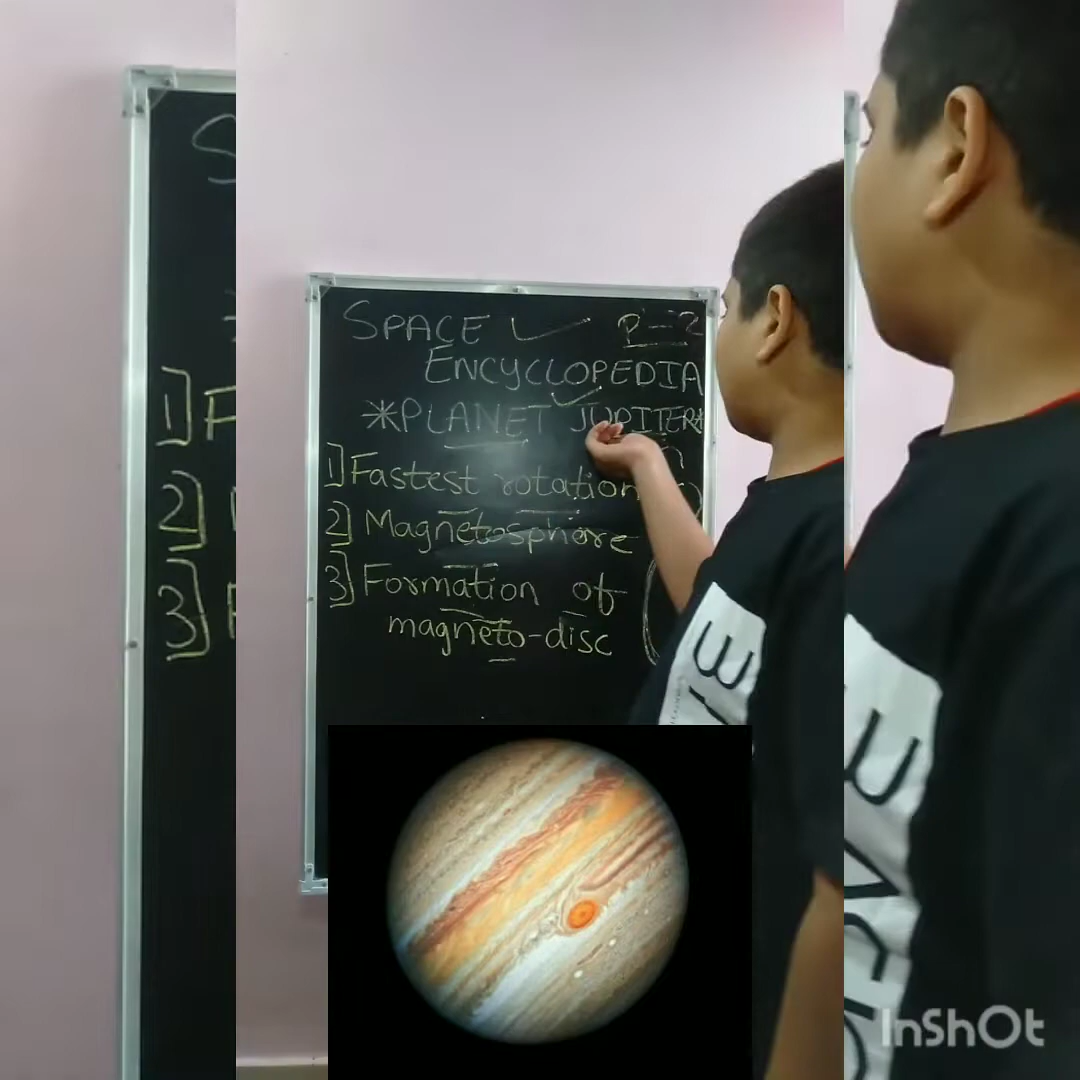 SPACE P-2
ENCYCLOPEDIA
*PLANET JUPITER*
1] Fastest rotation
2] Magnetosphere
3] Formation of
magneto-disc
InShOt